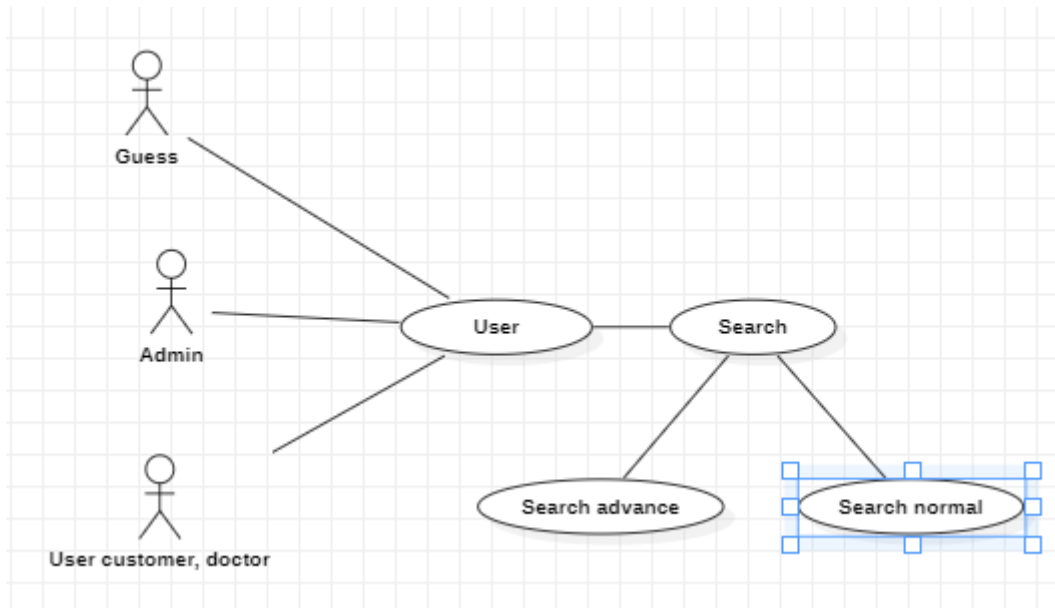 Guess
Admin
User
Search
Search advance
Search normal
User customer, doctor